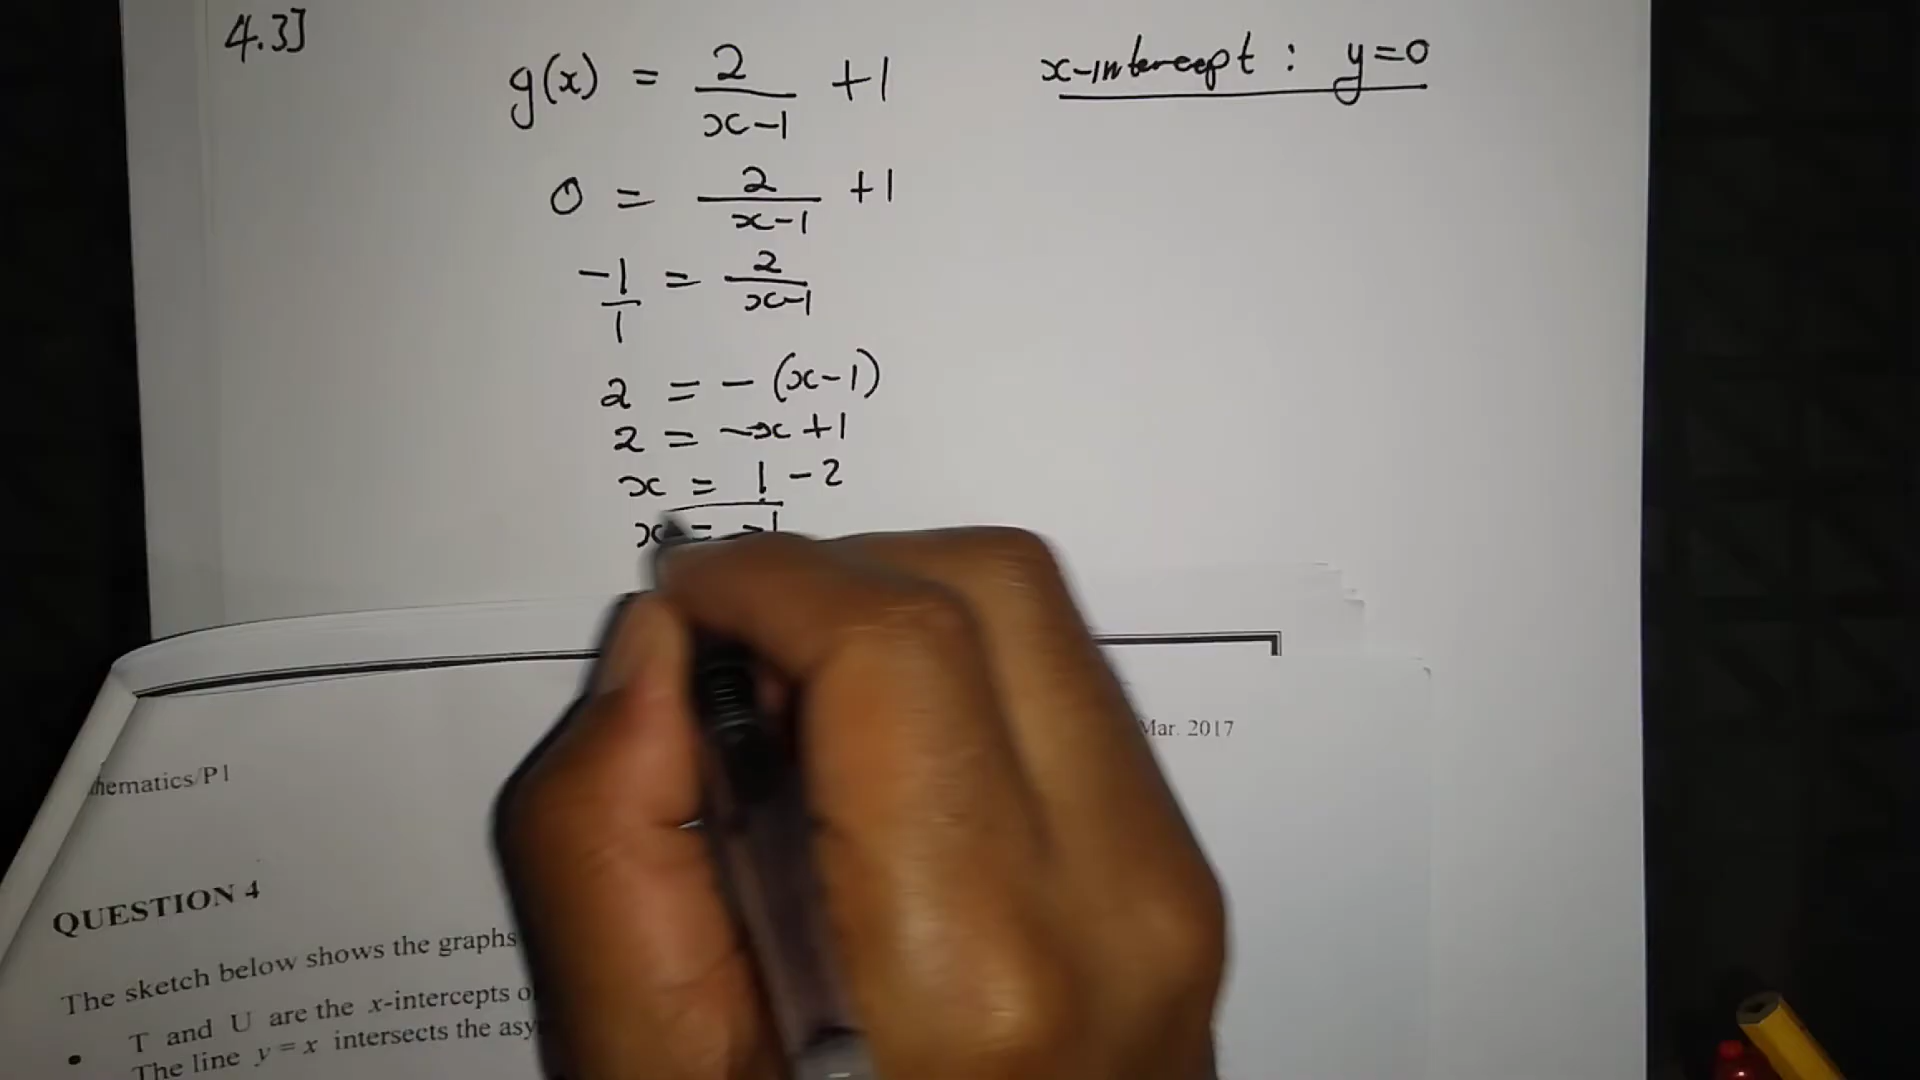 4.3]
g(x) = 2/(x-1) +1
x-intercept : y=0
0 = 2/(x-1) +1
-1/1 = 2/(x-1)
2 = -(x-1)
2 = -x+1
x = 1-2
x = -1
Mar. 2017
hematics/P1
QUESTION 4
The sketch below shows the graphs
• T and U are the x-intercepts
The line y = x intersects the